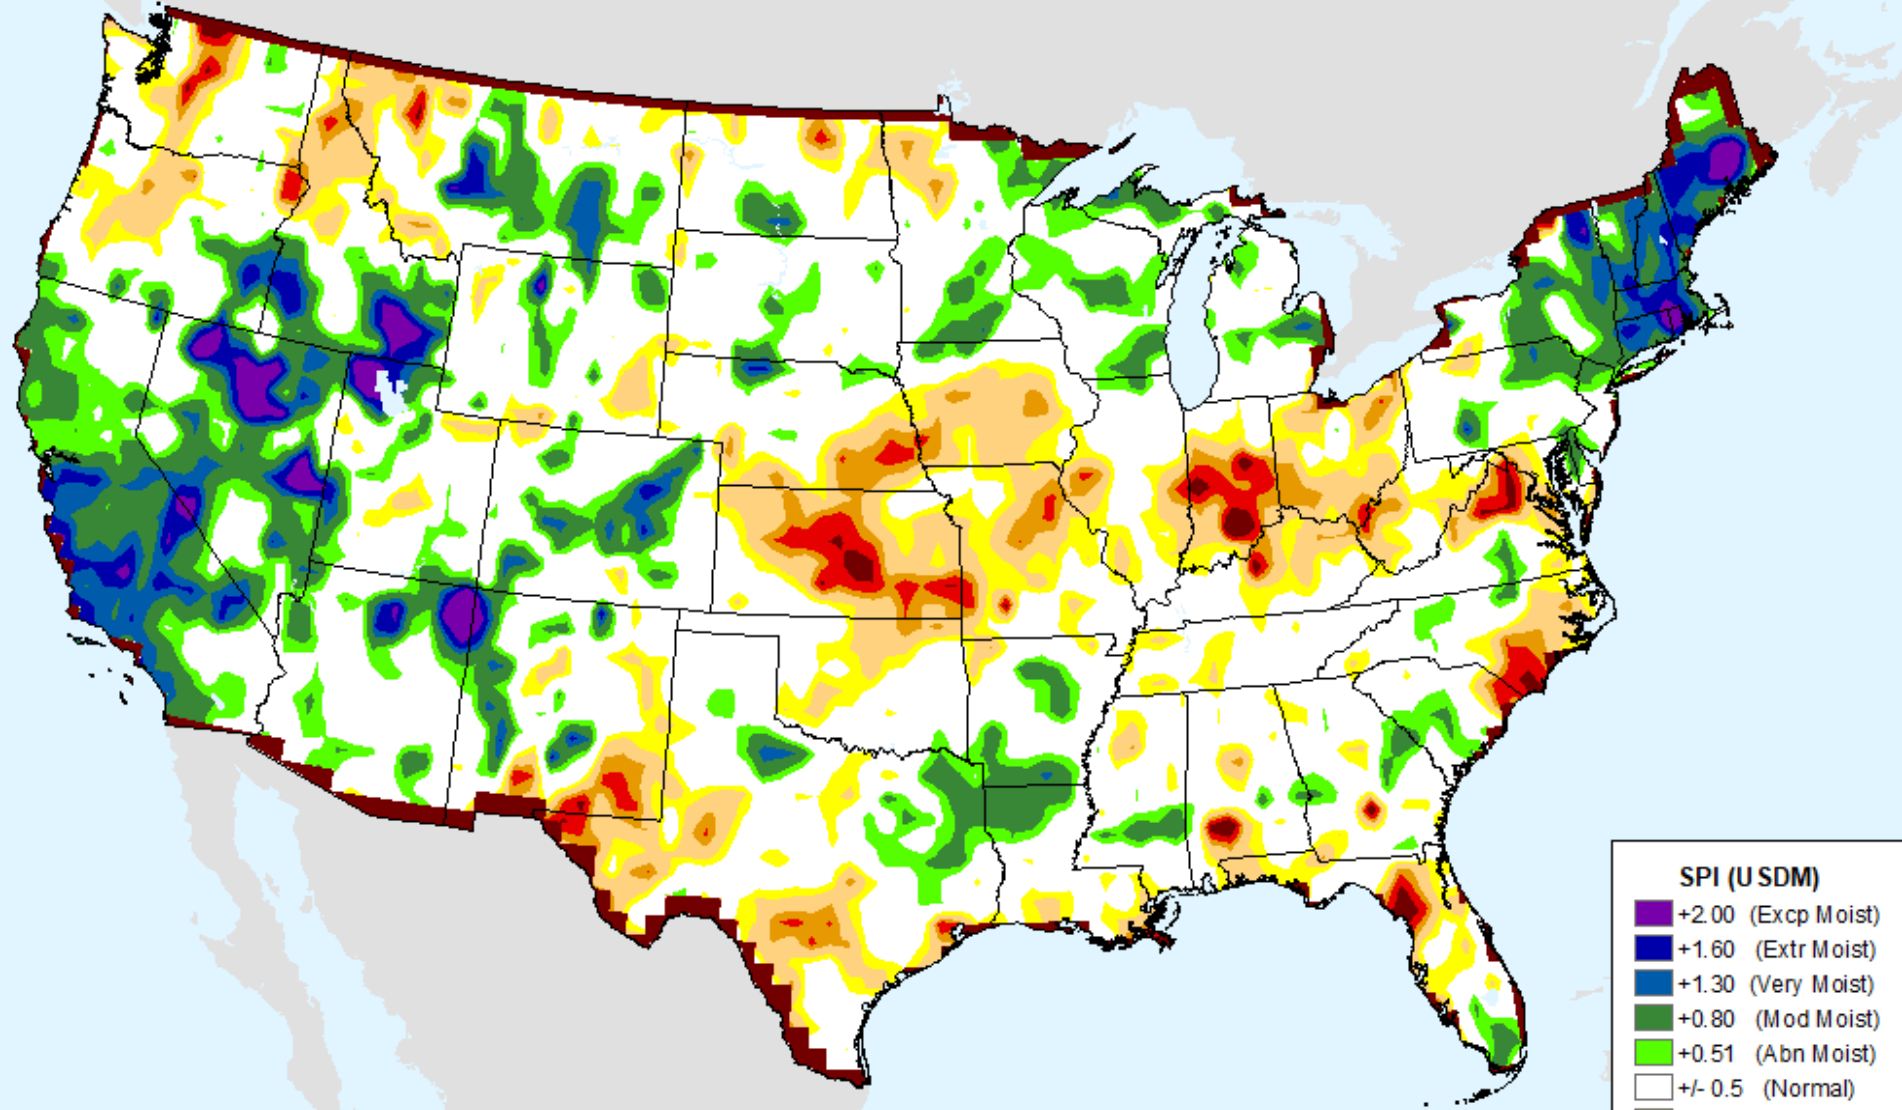 SPI (USDM)
+2.00 (Excp Moist)
+1.60 (Extr Moist)
+1.30 (Very Moist)
+0.80 (Mod Moist)
+0.51 (Abn Moist)
+/- 0.5 (Normal)